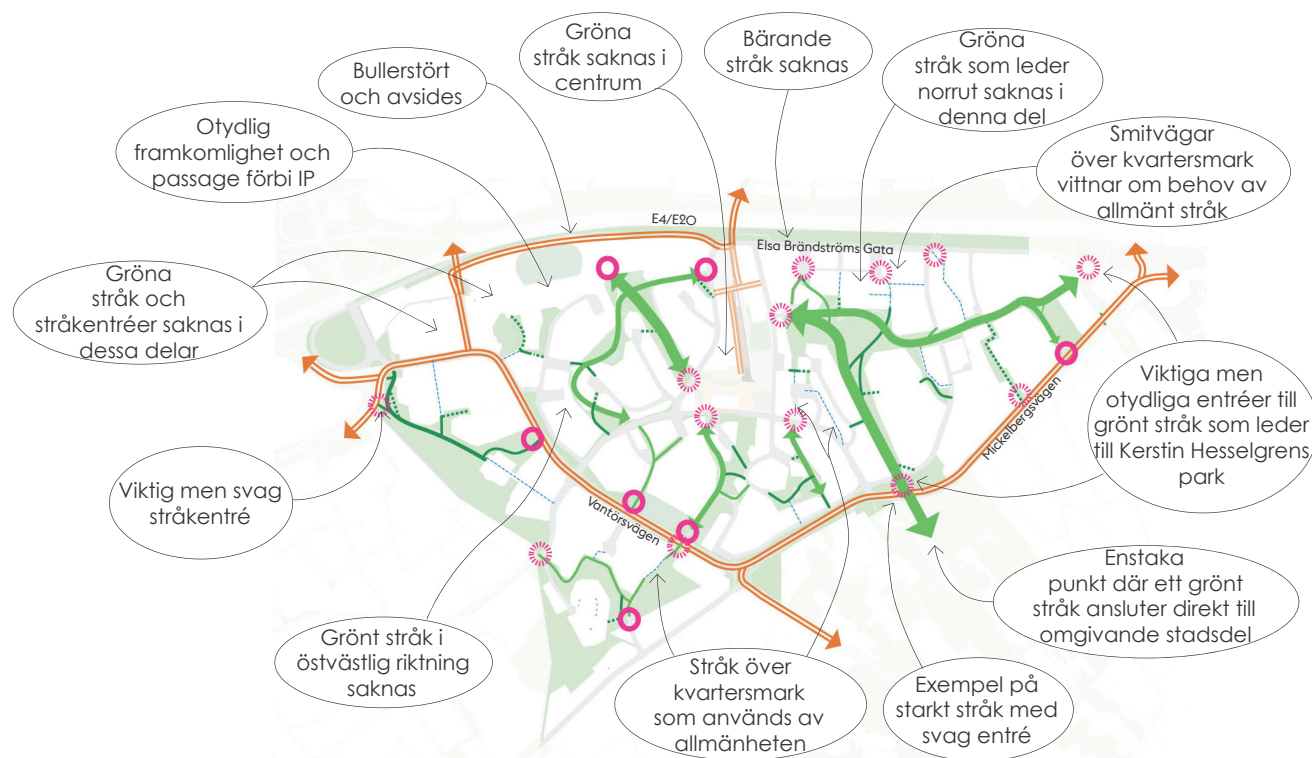 Gröna
stråk saknas i
centrum
Bärande
stråk saknas
Gröna
stråk som leder
norrut saknas i
denna del
Bullerstört
och avsides
Otydlig
framkomlighet och
passage förbi IP
Smitvägar
över kvartersmark
vittnar om behov av
allmänt stråk
E4/E20
Elsa Brändströms Gata
Gröna
stråk och
stråkentréer saknas i
dessa delar
Mickelbergsvägen
Viktiga men
otydliga entréer till
grönt stråk som leder
till Kerstin Hesselgrens
park
Viktig men svag
stråkentré
Vantörsvägen
Enstaka
punkt där ett grönt
stråk ansluter direkt till
omgivande stadsdel
Grönt stråk i
östvästlig riktning
saknas
Stråk över
kvartersmark
som används av
allmänheten
Exempel på
starkt stråk med
svag entré